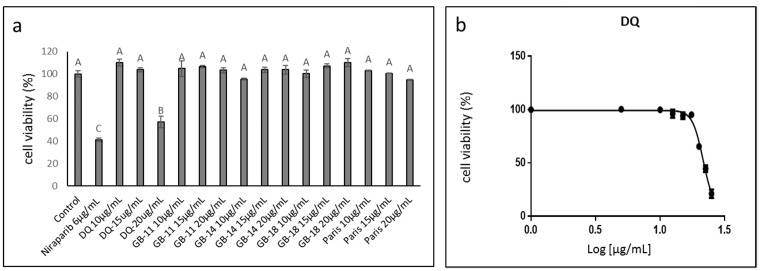 a
cell viability (%)
120
100
80
60
40
20
0
A
C
A
A
B
A
A
A
A
A
A
A
A
A
A
A
A
Control
Niraparib 6µg/mL
DQ 10µg/mL
DQ-15ug/mL
DQ-20ug/mL
GB-11 10µg/mL
GB-11 15µg/mL
GB-11 20µg/mL
GB-14 10µg/mL
GB-14 15µg/mL
GB-14 20µg/mL
GB-18 10µg/mL
GB-18 15µg/mL
GB-18 20µg/mL
Paris 10µg/mL
Paris 15µg/mL
Paris 20µg/mL
b
DQ
cell viability (%)
150
100
50
0
0.0
0.5
1.0
1.5
Log [µg/mL]